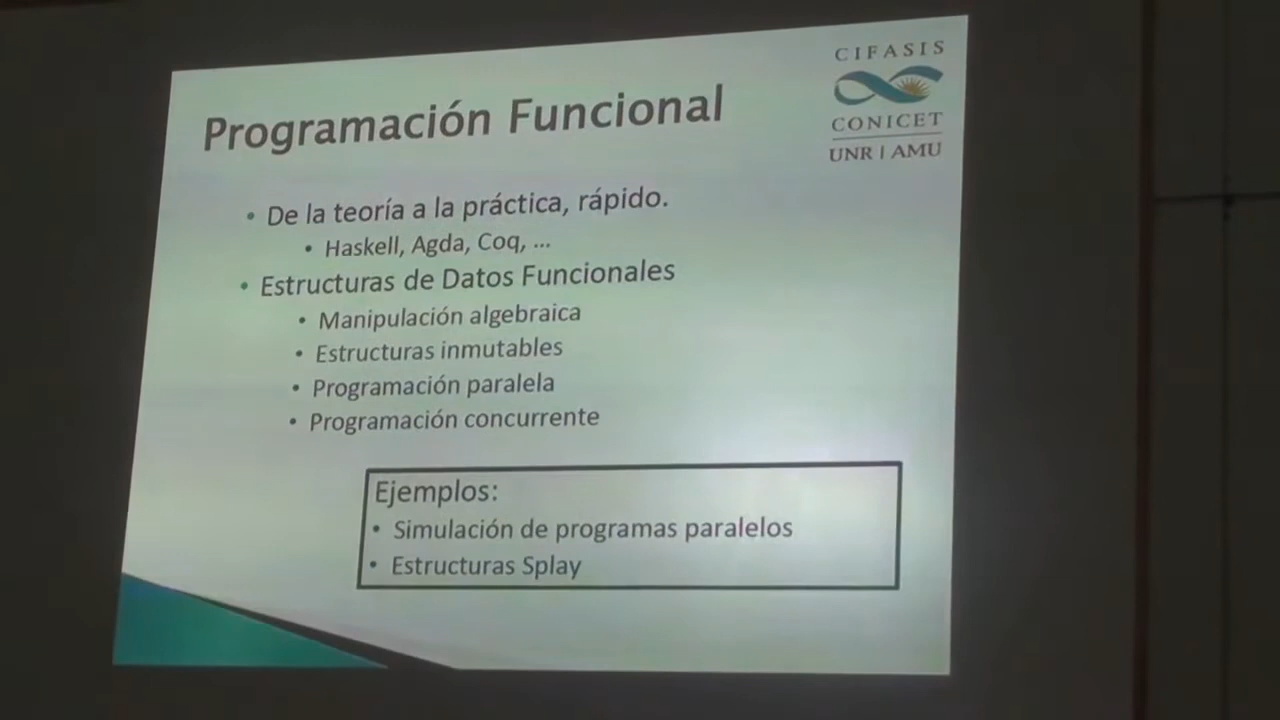 CIFASIS
CONICET
UNR | AMU
Programación Funcional
• De la teoría a la práctica, rápido.
• Haskell, Agda, Coq, ...
• Estructuras de Datos Funcionales
• Manipulación algebraica
• Estructuras inmutables
• Programación paralela
• Programación concurrente
Ejemplos:
• Simulación de programas paralelos
• Estructuras Splay